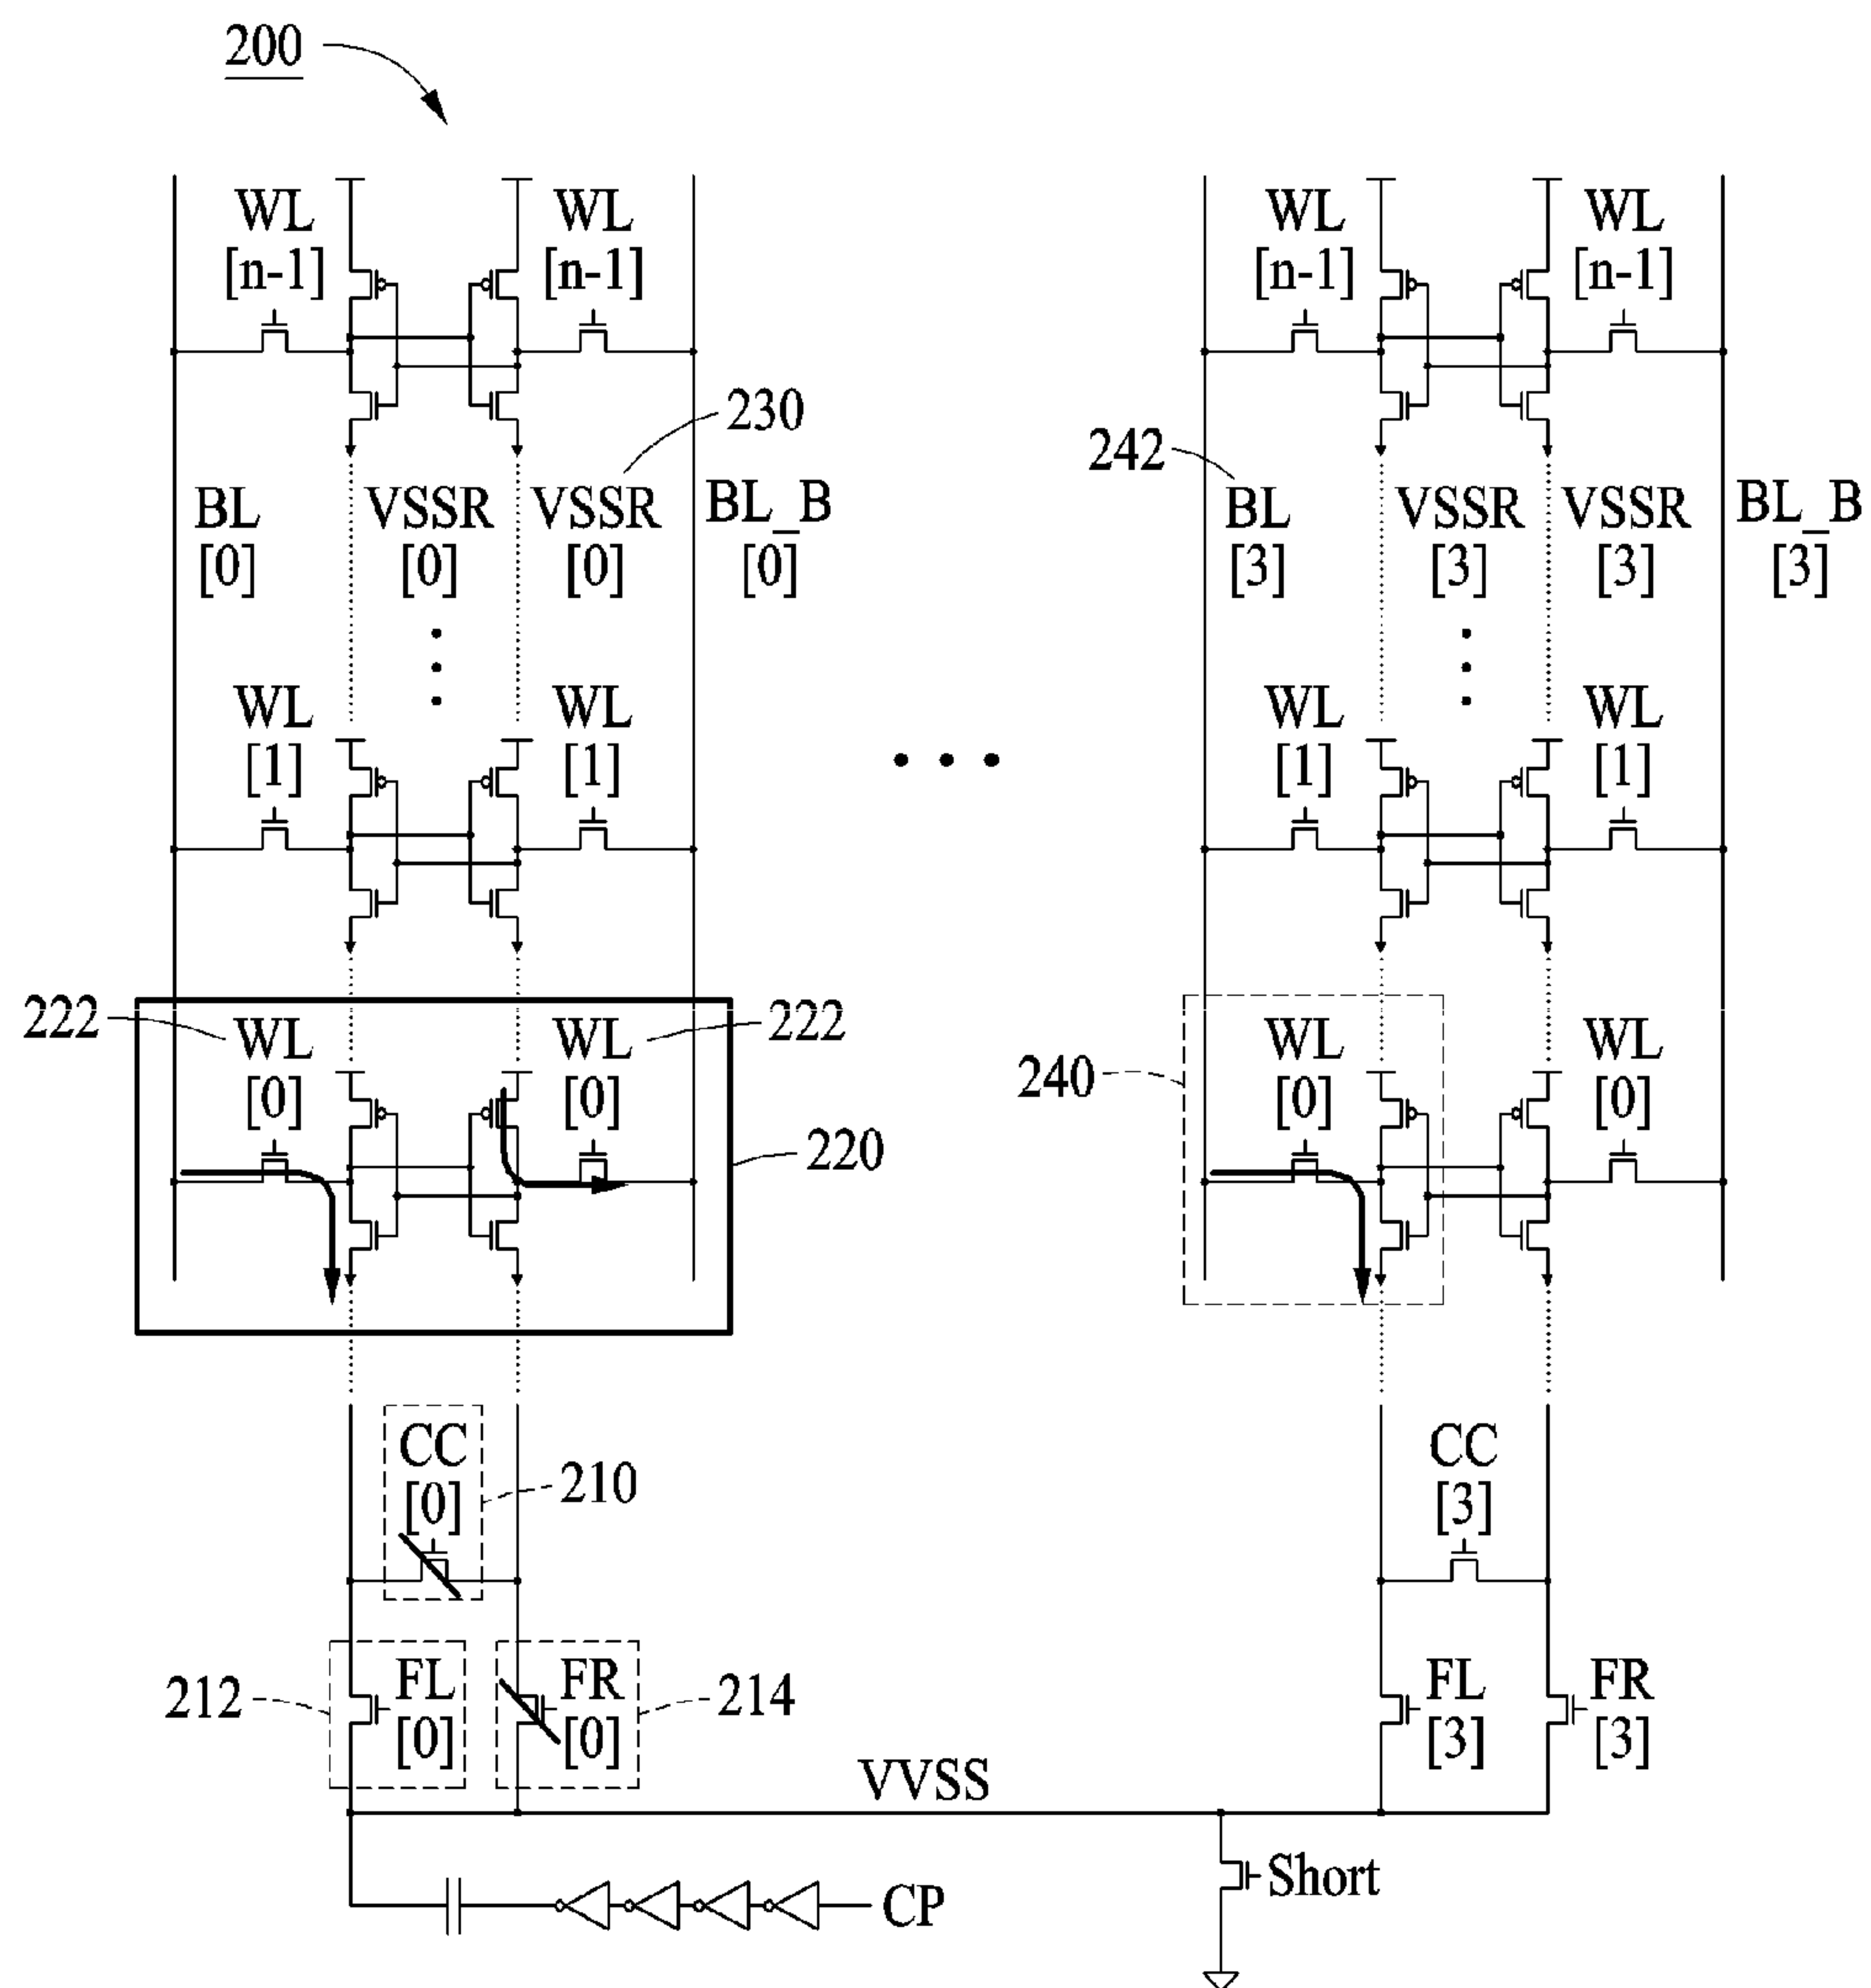 200
WL
[n-1]
WL
[n-1]
WL
[n-1]
WL
[n-1]
230
242
BL
[0]
VSSR
[0]
VSSR
[0]
BL_B
[0]
BL
[3]
VSSR
[3]
VSSR
[3]
BL_B
[3]
WL
[1]
WL
[1]
WL
[1]
WL
[1]
222
WL
[0]
WL
[0]
222
220
240
WL
[0]
WL
[0]
CC
[0]
210
CC
[3]
212
FL
[0]
FR
[0]
214
FL
[3]
FR
[3]
VVSS
CP
Short